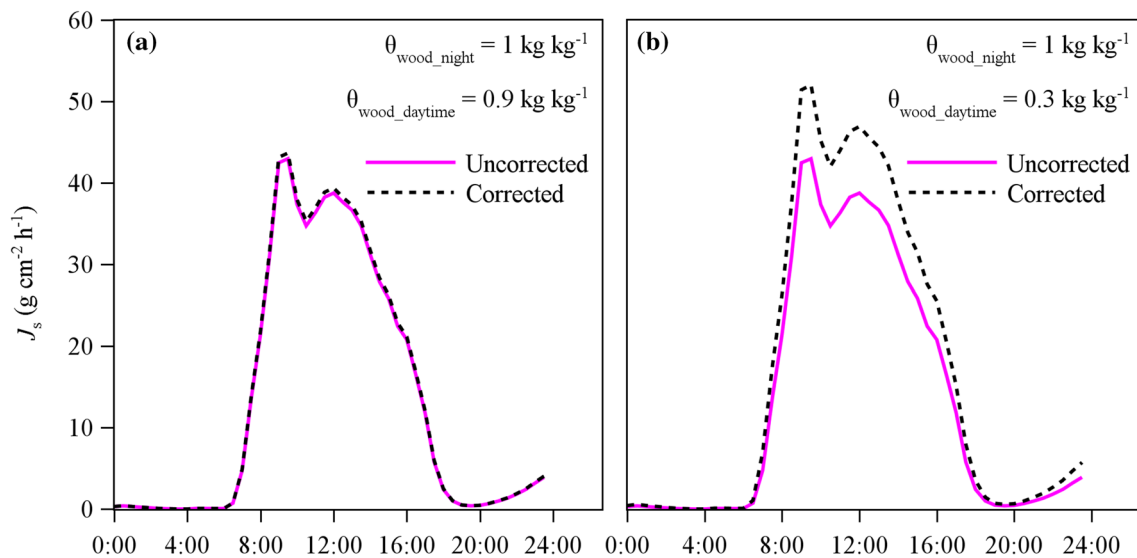 (a)
θwood_night = 1 kg kg-1
θwood_daytime = 0.9 kg kg-1
Uncorrected
Corrected
(b)
θwood_night = 1 kg kg-1
θwood_daytime = 0.3 kg kg-1
Uncorrected
Corrected
Js (g cm-2 h-1)
60
50
40
30
20
10
0
0:00 4:00 8:00 12:00 16:00 20:00 24:00
0:00 4:00 8:00 12:00 16:00 20:00 24:00